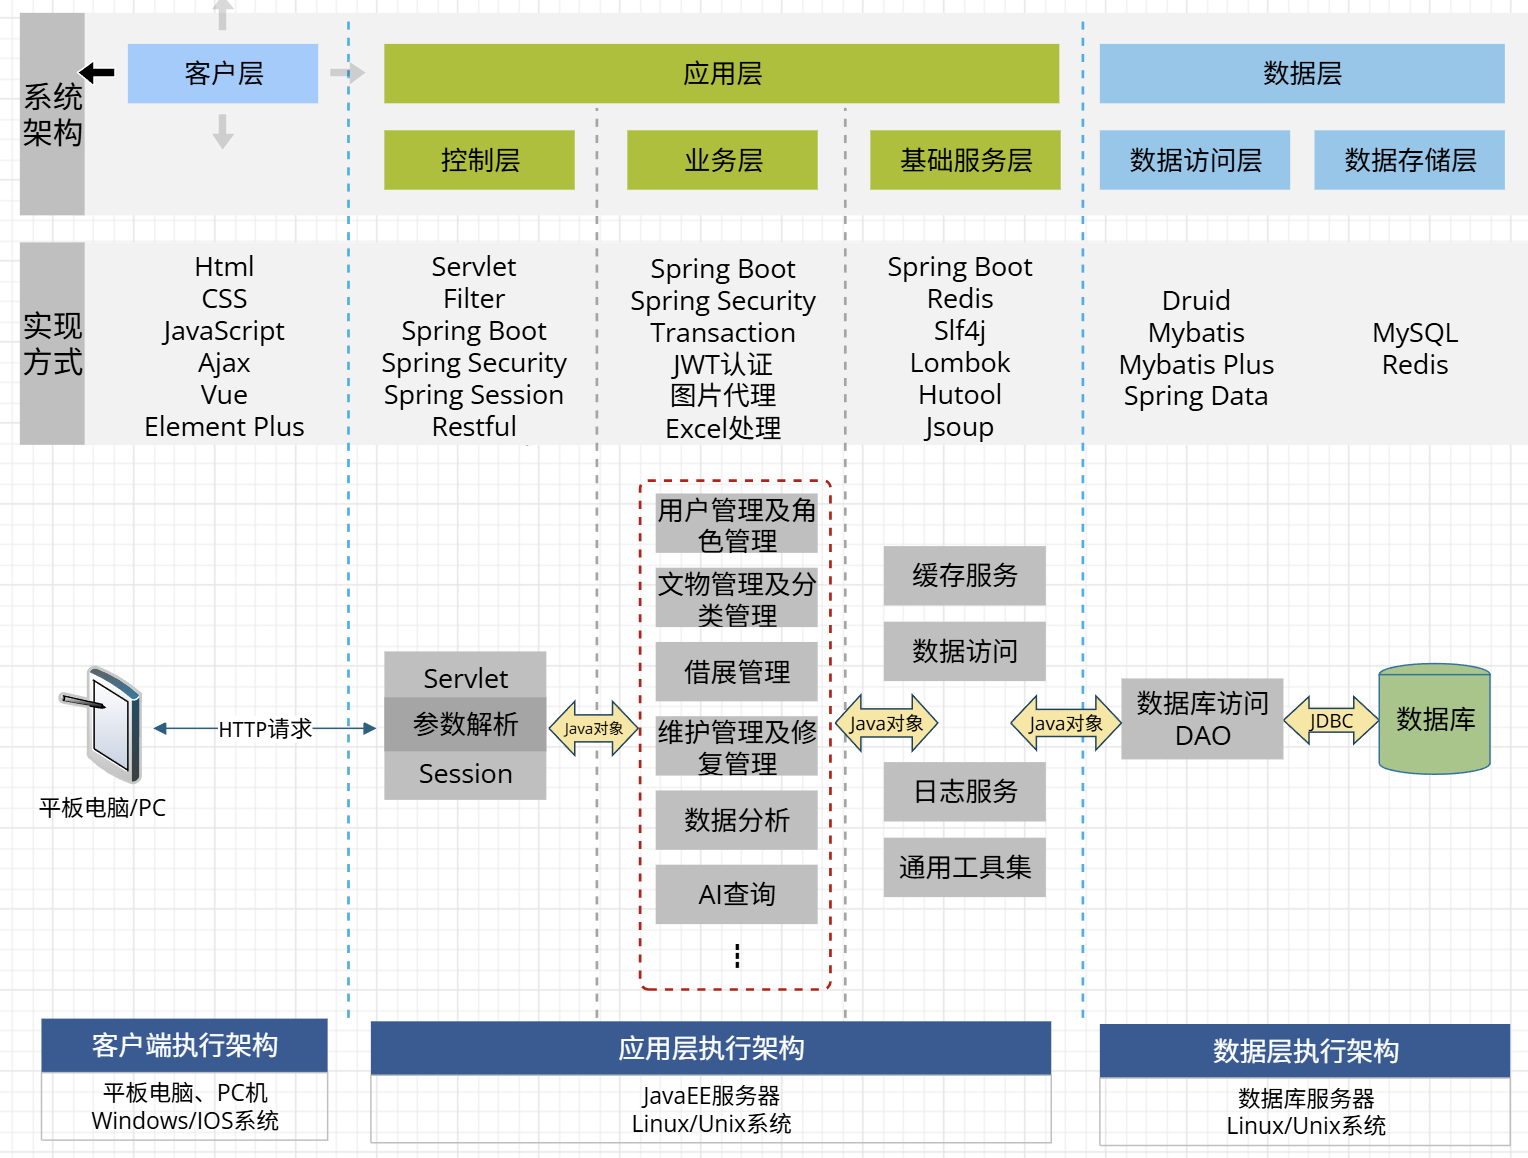 系统
架构
客户层
应用层
数据层
控制层
业务层
基础服务层
数据访问层
数据存储层
实现
方式
Html
CSS
JavaScript
Ajax
Vue
Element Plus
Servlet
Filter
Spring Boot
Spring Security
Spring Session
Restful
Spring Boot
Spring Security
Transaction
JWT认证
图片代理
Excel处理
Spring Boot
Redis
Slf4j
Lombok
Hutool
Jsoup
Druid
Mybatis
Mybatis Plus
Spring Data
MySQL
Redis
平板电脑/PC
HTTP请求
Servlet
参数解析
Session
Java对象
用户管理及角
色管理
文物管理及分
类管理
借展管理
维护管理及修
复管理
数据分析
AI查询
Java对象
缓存服务
数据访问
日志服务
通用工具集
Java对象
数据库访问
DAO
JDBC
数据库
客户端执行架构
平板电脑、PC机
Windows/IOS系统
应用层执行架构
JavaEE服务器
Linux/Unix系统
数据层执行架构
数据库服务器
Linux/Unix系统